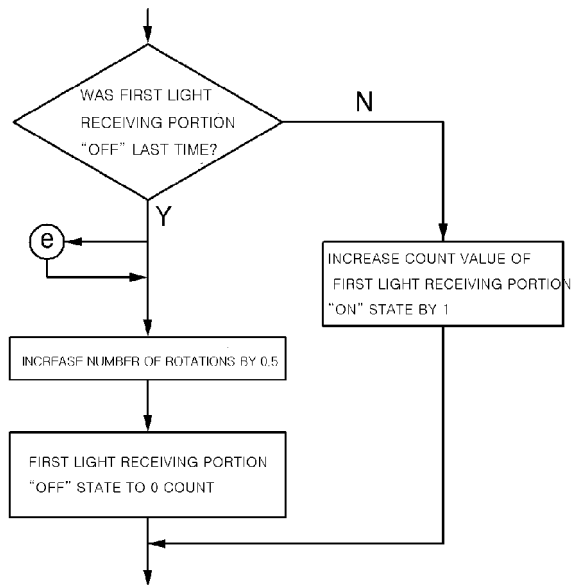 WAS FIRST LIGHT
RECEIVING PORTION
"OFF" LAST TIME?
N
Y
e
INCREASE COUNT VALUE OF
FIRST LIGHT RECEIVING PORTION
"ON" STATE BY 1
INCREASE NUMBER OF ROTATIONS BY 0.5
FIRST LIGHT RECEIVING PORTION
"OFF" STATE TO 0 COUNT